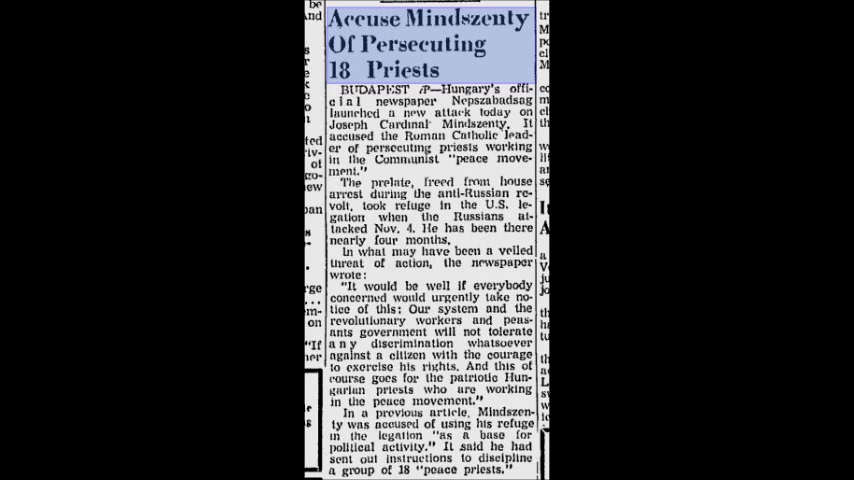 Accuse Mindszenty
Of Persecuting
18 Priests
BUDAPEST /P—Hungary's offi-
cial newspaper Nepszabadsag
launched a new attack today on
Joseph Cardinal Mindszenty. It
accused the Roman Catholic lead-
er of persecuting priests working
in the Communist "peace move-
ment."
The prelate, freed from house
arrest during the anti-Russian re-
volt, took refuge in the U.S. le-
gation when the Russians at-
tacked Nov. 4. He has been there
nearly four months.
In what may have been a veiled
threat of action, the newspaper
wrote:
"It would be well if everybody
concerned would urgently take no-
tice of this: Our system and the
revolutionary workers and peas-
ants government will not tolerate
any discrimination whatsoever
against a citizen with the courage
to exercise his rights. And this of
course goes for the patriotic Hun-
garian priests who are working
in the peace movement."
In a previous article, Mindszen-
ty was accused of using his refuge
in the legation "as a base for
political activity." It said he had
sent out instructions to discipline
a group of 18 "peace priests."